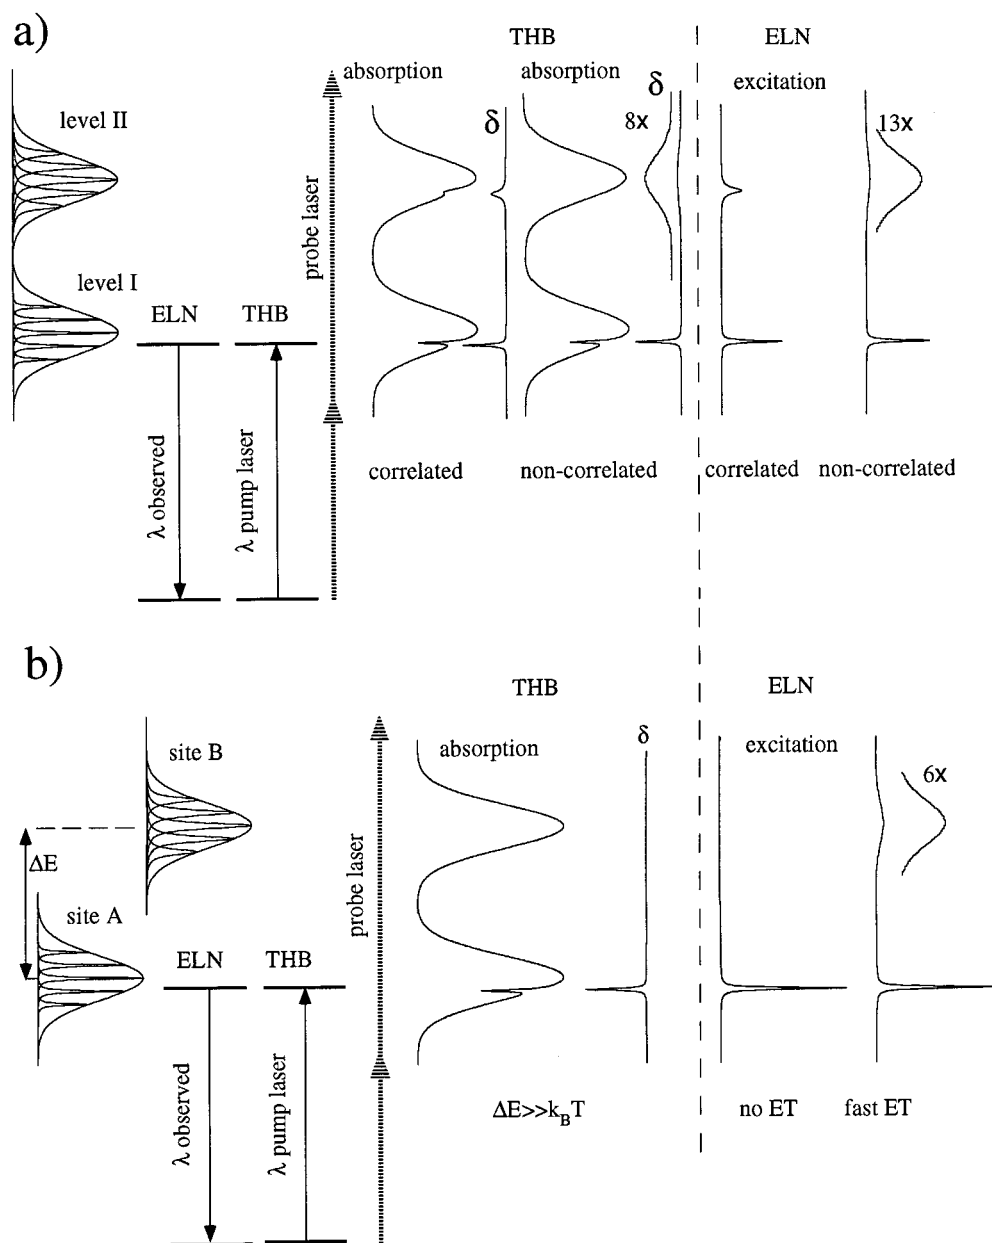 a)
THB
ELN
absorption
absorption
excitation
δ
δ
8x
13x
level II
level I
ELN
THB
probe laser
λ observed
λ pump laser
correlated
non-correlated
correlated
non-correlated
b)
THB
ELN
site B
absorption
δ
excitation
6x
ΔE
site A
ELN
THB
probe laser
λ observed
λ pump laser
ΔE>>k_BT
no ET
fast ET